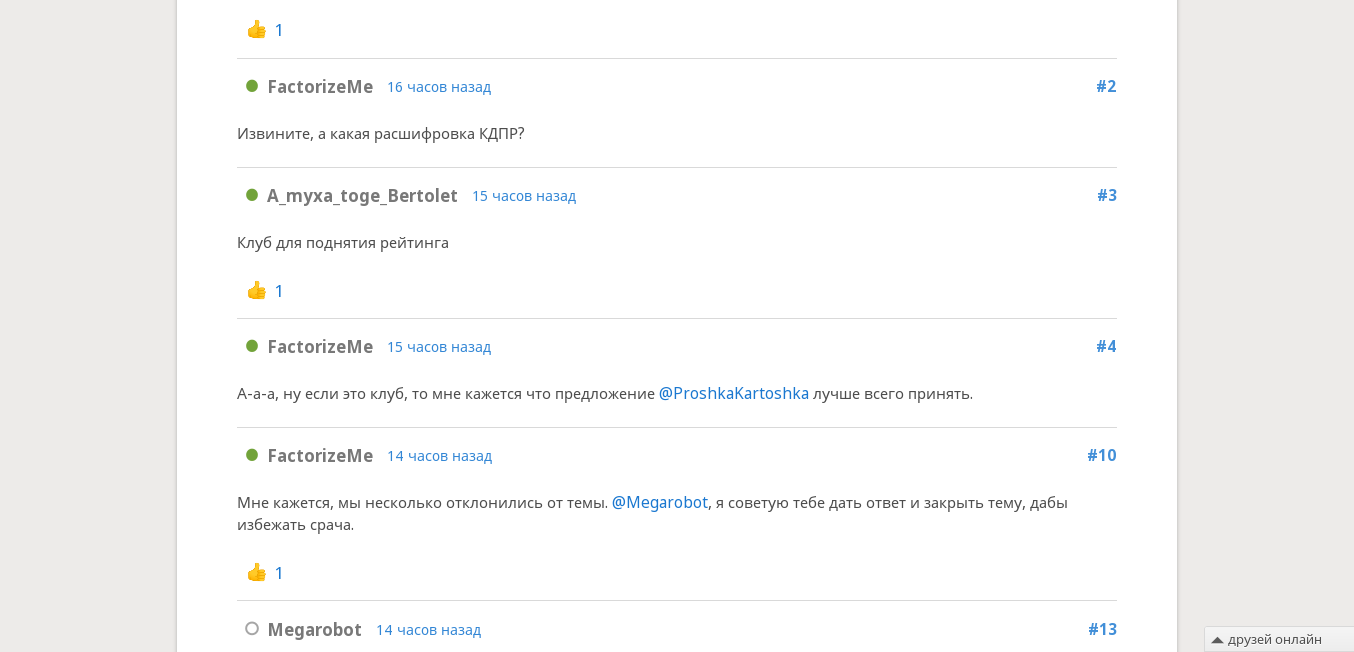 👍 1
FactorizeMe 16 часов назад #2
Извините, а какая расшифровка КДПР?
A_myxa_toge_Bertolet 15 часов назад #3
Клуб для поднятия рейтинга
👍 1
FactorizeMe 15 часов назад #4
А-а-а, ну если это клуб, то мне кажется что предложение @ProshkaKartoshka лучше всего принять.
FactorizeMe 14 часов назад #10
Мне кажется, мы несколько отклонились от темы. @Megarobot, я советую тебе дать ответ и закрыть тему, дабы
избежать срача.
👍 1
Megarobot 14 часов назад #13
друзей онлайн